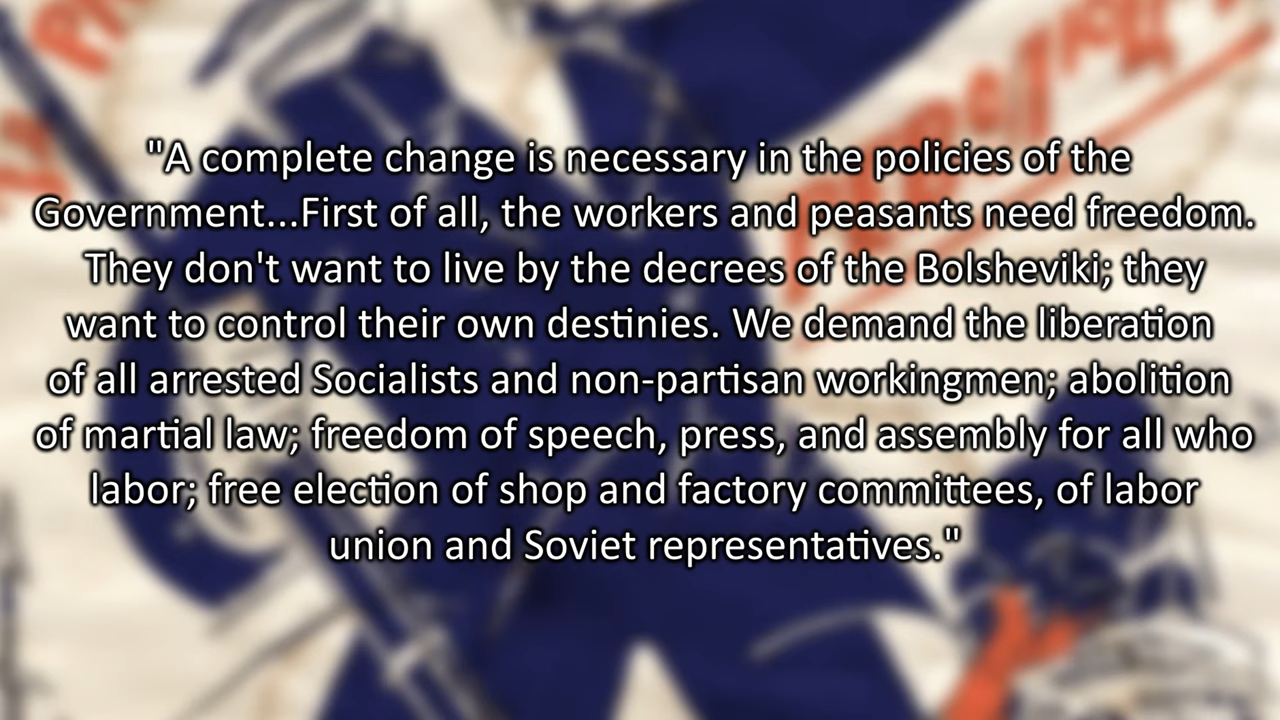 "A complete change is necessary in the policies of the
Government...First of all, the workers and peasants need freedom.
They don't want to live by the decrees of the Bolsheviki; they
want to control their own destinies. We demand the liberation
of all arrested Socialists and non-partisan workingmen; abolition
of martial law; freedom of speech, press, and assembly for all who
labor; free election of shop and factory committees, of labor
union and Soviet representatives."